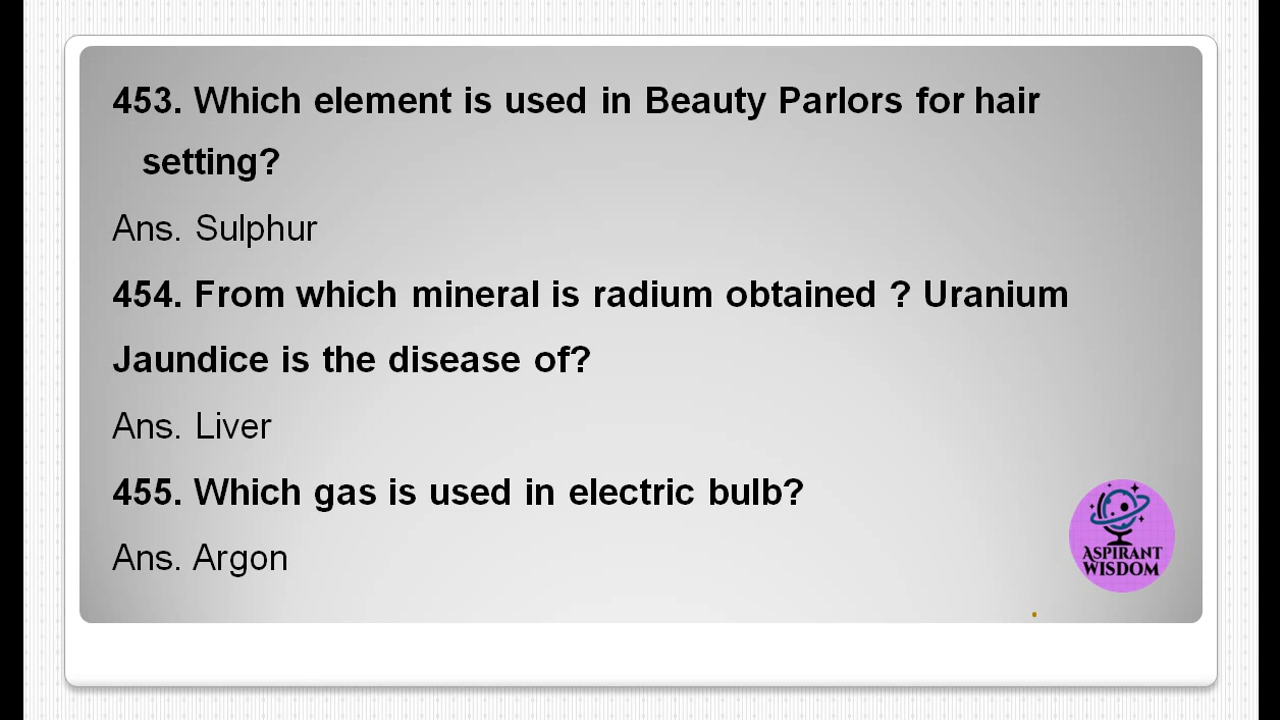 453. Which element is used in Beauty Parlors for hair
setting?
Ans. Sulphur
454. From which mineral is radium obtained ? Uranium
Jaundice is the disease of?
Ans. Liver
455. Which gas is used in electric bulb?
Ans. Argon
ASPIRANT
WISDOM